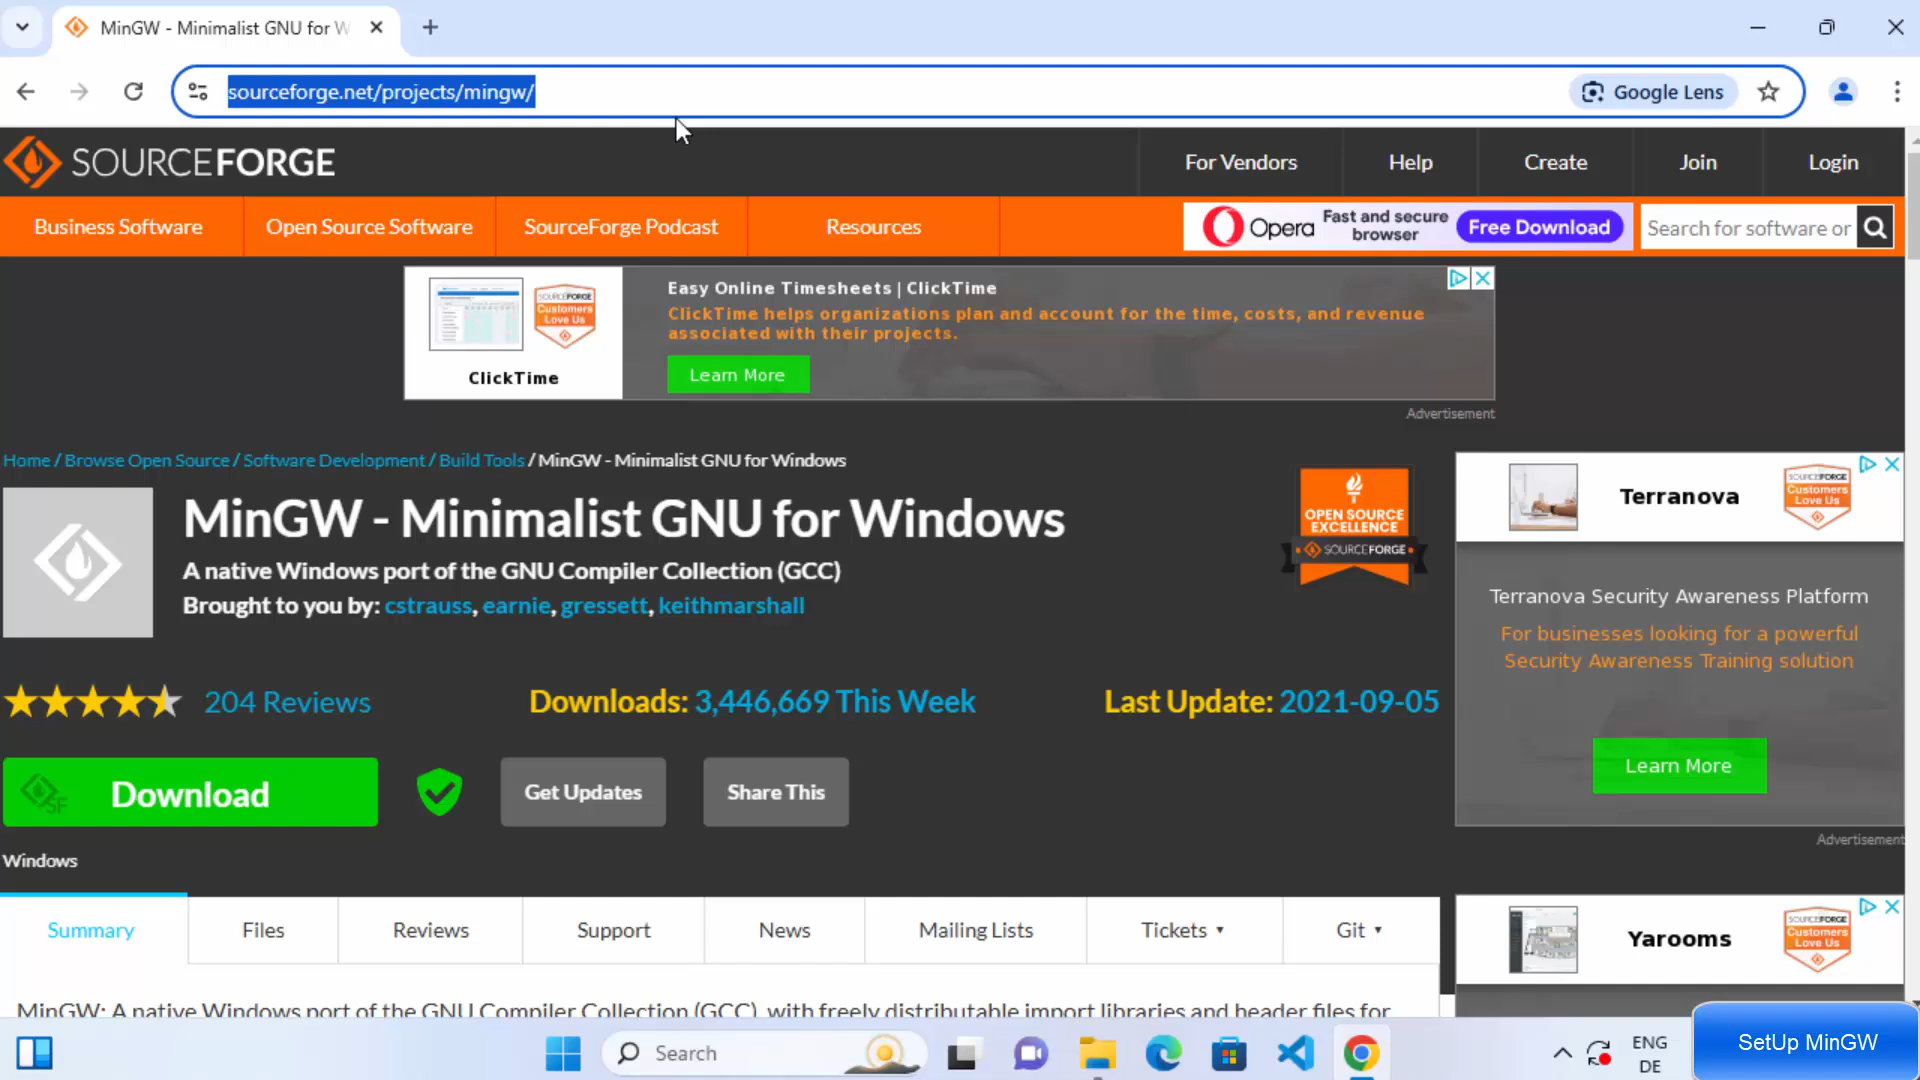 MinGW - Minimalist GNU for W
sourceforge.net/projects/mingw/
Google Lens
SOURCEFORGE
For Vendors
Help
Create
Join
Login
Business Software
Open Source Software
SourceForge Podcast
Resources
Opera
Fast and secure
browser
Free Download
Search for software or
Easy Online Timesheets | ClickTime
ClickTime helps organizations plan and account for the time, costs, and revenue
associated with their projects.
Learn More
SOURCEFORGE
Customers
Love Us
ClickTime
Advertisement
Home / Browse Open Source / Software Development / Build Tools / MinGW - Minimalist GNU for Windows
MinGW - Minimalist GNU for Windows
A native Windows port of the GNU Compiler Collection (GCC)
Brought to you by: cstrauss, earnie, gressett, keithmarshall
OPEN SOURCE
EXCELLENCE
SOURCEFORGE
Terranova
SOURCEFORGE
Customers
Love Us
Terranova Security Awareness Platform
For businesses looking for a powerful
Security Awareness Training solution
Learn More
Advertisement
204 Reviews
Downloads: 3,446,669 This Week
Last Update: 2021-09-05
SF
Download
Get Updates
Share This
Windows
Summary
Files
Reviews
Support
News
Mailing Lists
Tickets
Git
Yarooms
SOURCEFORGE
Customers
Love Us
MinGW: A native Windows port of the GNU Compiler Collection (GCC), with freely distributable import libraries and header files for
Search
ENG
DE
SetUp MinGW